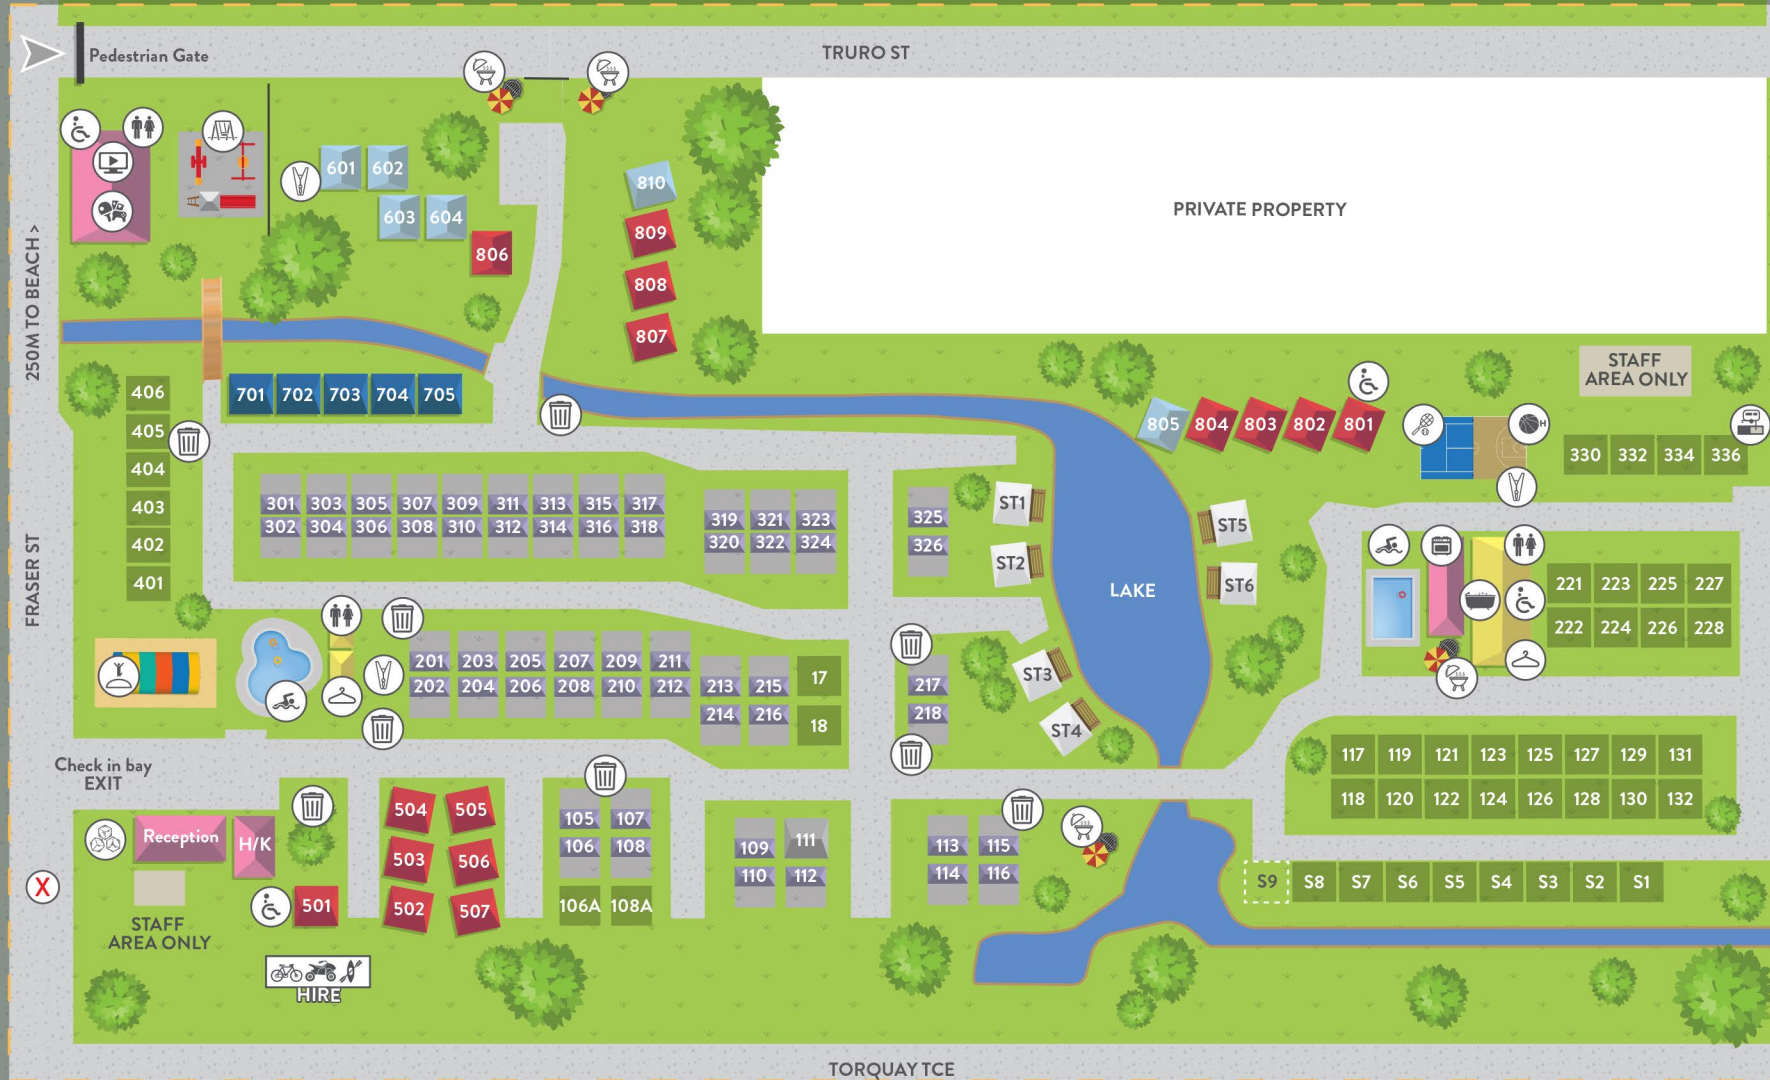 TRURO ST
Pedestrian Gate
250M TO BEACH >
FRASER ST
PRIVATE PROPERTY
601 602
603 604
806
810
809
808
807
STAFF
AREA ONLY
406
405
404
403
402
401
701 702 703 704 705
805 804 803 802 801
H
330 332 334 336
301 303 305 307 309 311 313 315 317
302 304 306 308 310 312 314 316 318
319 321 323
320 322 324
325
326
ST1
ST2
ST3
ST4
ST5
ST6
LAKE
221 223 225 227
222 224 226 228
201 203 205 207 209 211
202 204 206 208 210 212
213 215
214 216
17
18
217
218
117 119 121 123 125 127 129 131
118 120 122 124 126 128 130 132
Check in bay
EXIT
Reception
H/K
X
STAFF
AREA ONLY
501
504 505
503 506
502 507
105 107
106 108
106A 108A
109 111
110 112
113 115
114 116
S9 S8 S7 S6 S5 S4 S3 S2 S1
HIRE
TORQUAY TCE